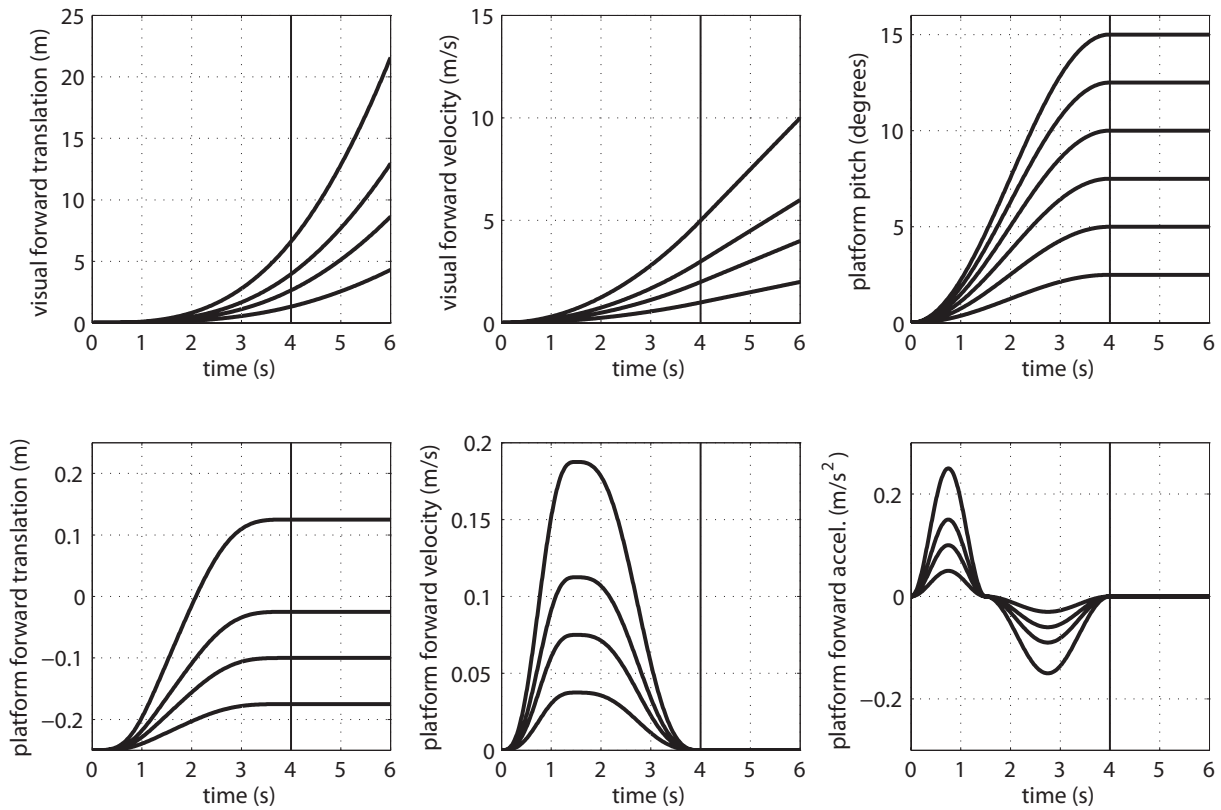 visual forward translation (m)
25
20
15
10
5
0
0 1 2 3 4 5 6
time (s)
visual forward velocity (m/s)
15
10
5
0
0 1 2 3 4 5 6
time (s)
platform pitch (degrees)
15
10
5
0
0 1 2 3 4 5 6
time (s)
platform forward translation (m)
0.2
0.1
0
−0.1
−0.2
0 1 2 3 4 5 6
time (s)
platform forward velocity (m/s)
0.2
0.15
0.1
0.05
0
0 1 2 3 4 5 6
time (s)
platform forward accel. (m/s²)
0.2
0
−0.2
0 1 2 3 4 5 6
time (s)